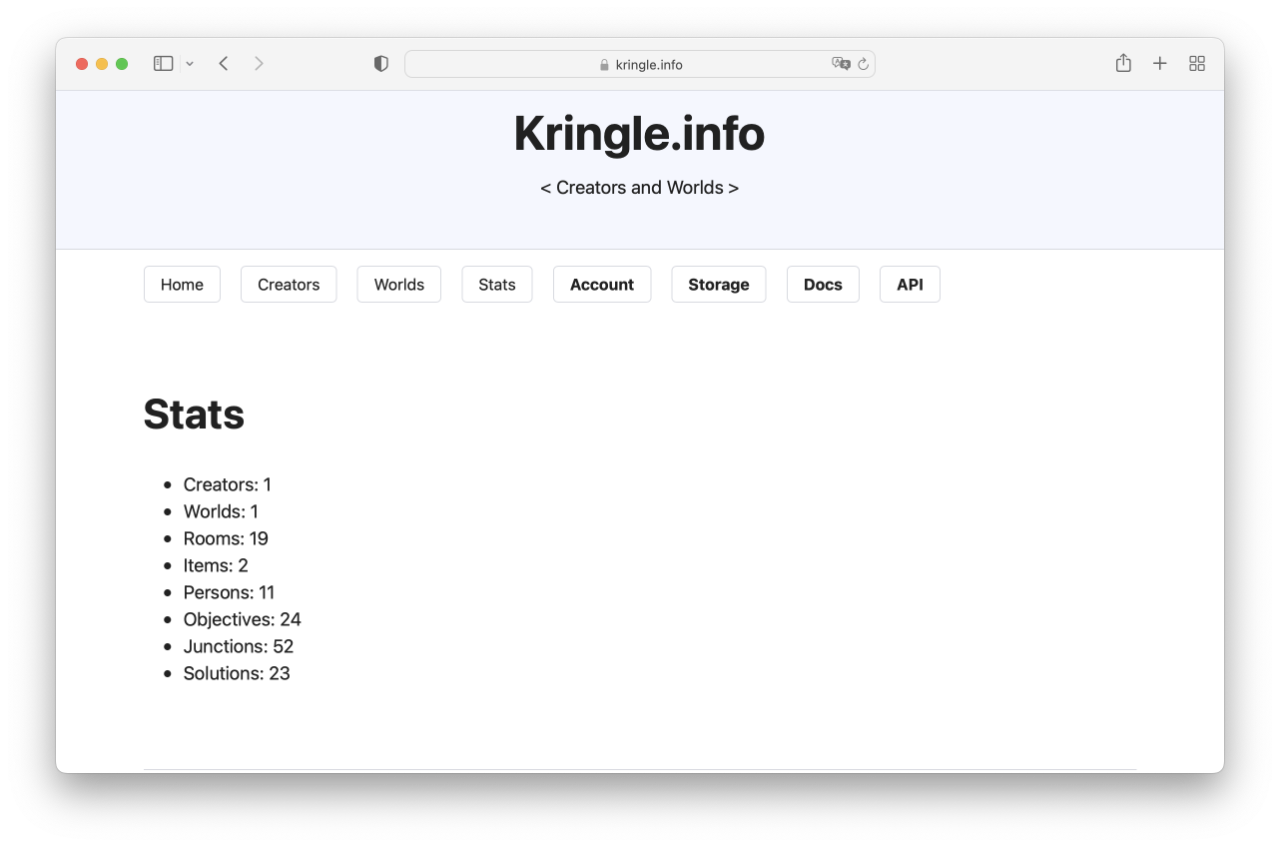 kringle.info
Kringle.info
< Creators and Worlds >
Home Creators Worlds Stats Account Storage Docs API
Stats
• Creators: 1
• Worlds: 1
• Rooms: 19
• Items: 2
• Persons: 11
• Objectives: 24
• Junctions: 52
• Solutions: 23